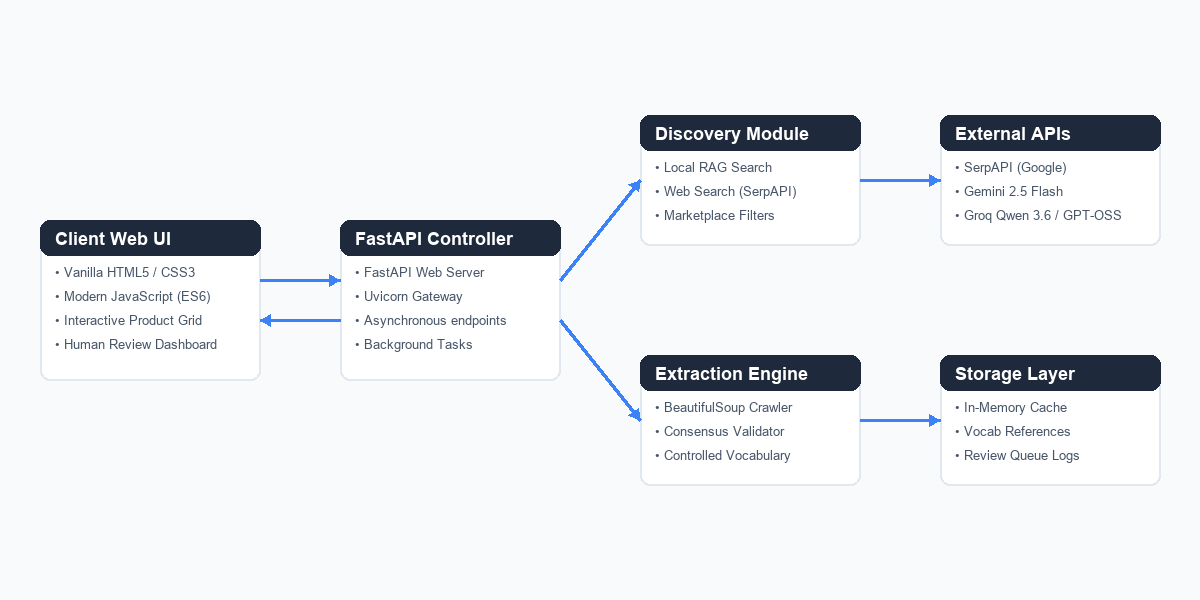 Client Web UI
• Vanilla HTML5 / CSS3
• Modern JavaScript (ES6)
• Interactive Product Grid
• Human Review Dashboard
FastAPI Controller
• FastAPI Web Server
• Uvicorn Gateway
• Asynchronous endpoints
• Background Tasks
Discovery Module
• Local RAG Search
• Web Search (SerpAPI)
• Marketplace Filters
External APIs
• SerpAPI (Google)
• Gemini 2.5 Flash
• Groq Qwen 3.6 / GPT-OSS
Extraction Engine
• BeautifulSoup Crawler
• Consensus Validator
• Controlled Vocabulary
Storage Layer
• In-Memory Cache
• Vocab References
• Review Queue Logs